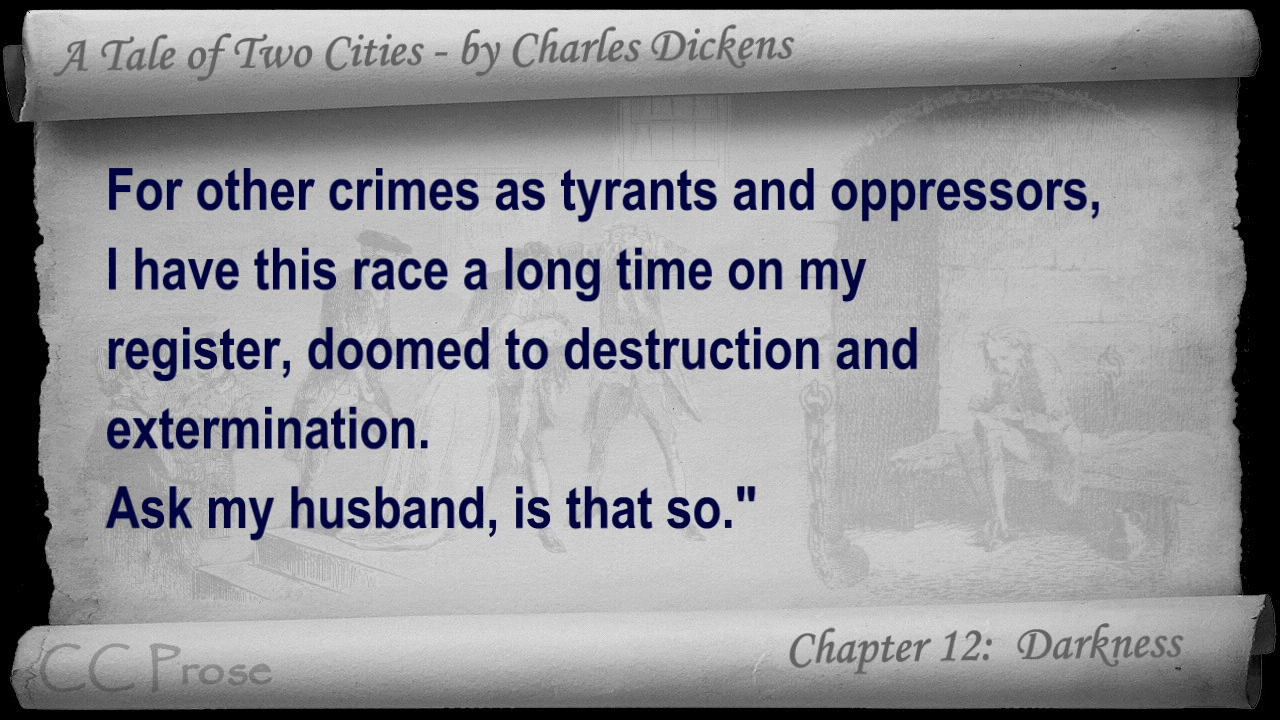 A Tale of Two Cities - by Charles Dickens
For other crimes as tyrants and oppressors,
I have this race a long time on my
register, doomed to destruction and
extermination.
Ask my husband, is that so."
Chapter 12: Darkness
CC Prose